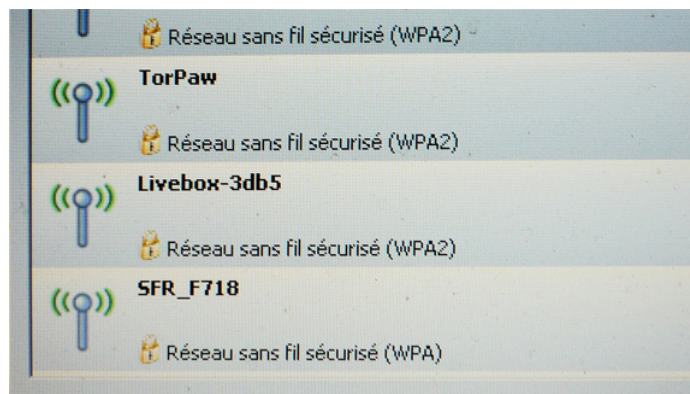 Réseau sans fil sécurisé (WPA2)
TorPaw
Réseau sans fil sécurisé (WPA2)
Livebox-3db5
Réseau sans fil sécurisé (WPA2)
SFR_F718
Réseau sans fil sécurisé (WPA)